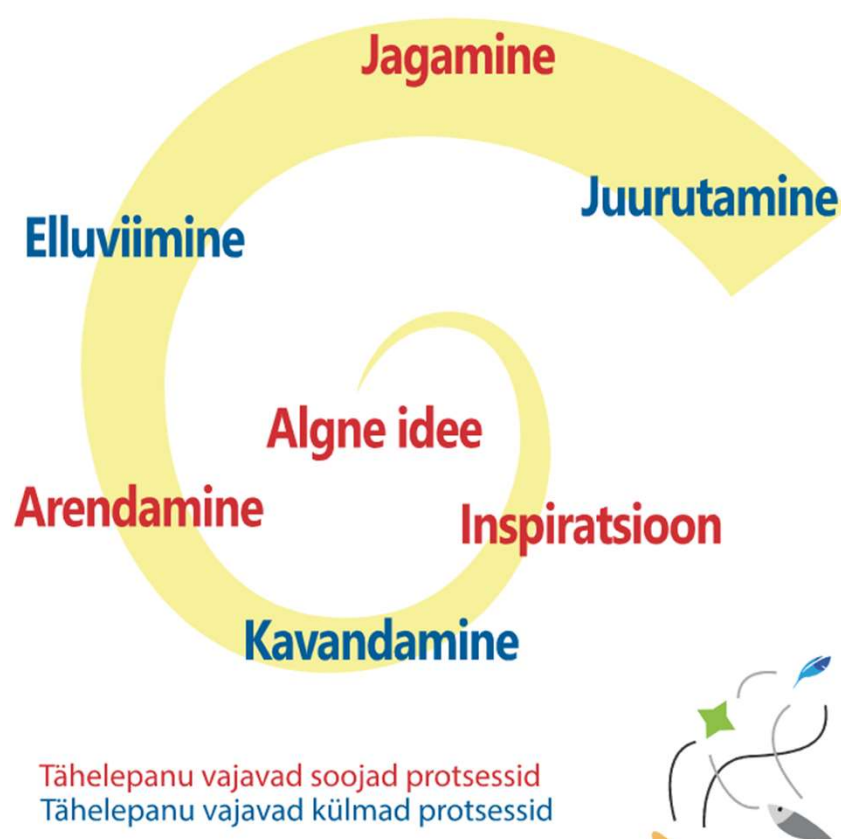 Jagamine
Juurutamine
Elluviimine
Algne idee
Arendamine
Inspiratsioon
Kavandamine
Tähelepanu vajavad soojad protsessid
Tähelepanu vajavad külmad protsessid